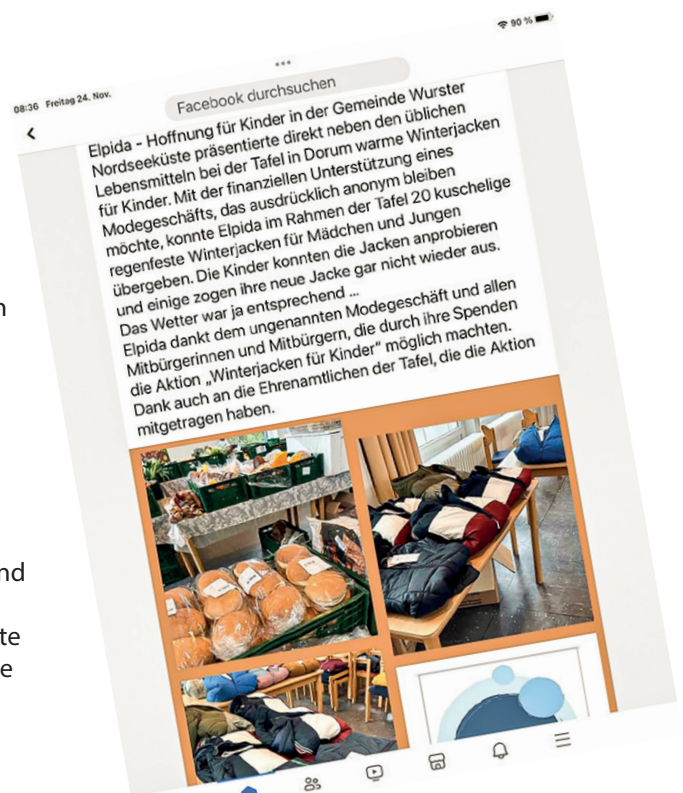 08:36 Freitag 24. Nov.
90 %
Facebook durchsuchen
Elpida - Hoffnung für Kinder in der Gemeinde Wurster
Nordseeküste präsentierte direkt neben den üblichen
Lebensmitteln bei der Tafel in Dorum warme Winterjacken
für Kinder. Mit der finanziellen Unterstützung eines
Modegeschäfts, das ausdrücklich anonym bleiben
möchte, konnte Elpida im Rahmen der Tafel 20 kuschelige
regenfeste Winterjacken für Mädchen und Jungen
übergeben. Die Kinder konnten die Jacken anprobieren
und einige zogen ihre neue Jacke gar nicht wieder aus.
Das Wetter war ja entsprechend ...
Elpida dankt dem ungenannten Modegeschäft und allen
Mitbürgerinnen und Mitbürgern, die durch ihre Spenden
die Aktion „Winterjacken für Kinder“ möglich machten.
Dank auch an die Ehrenamtlichen der Tafel, die die Aktion
mitgetragen haben.